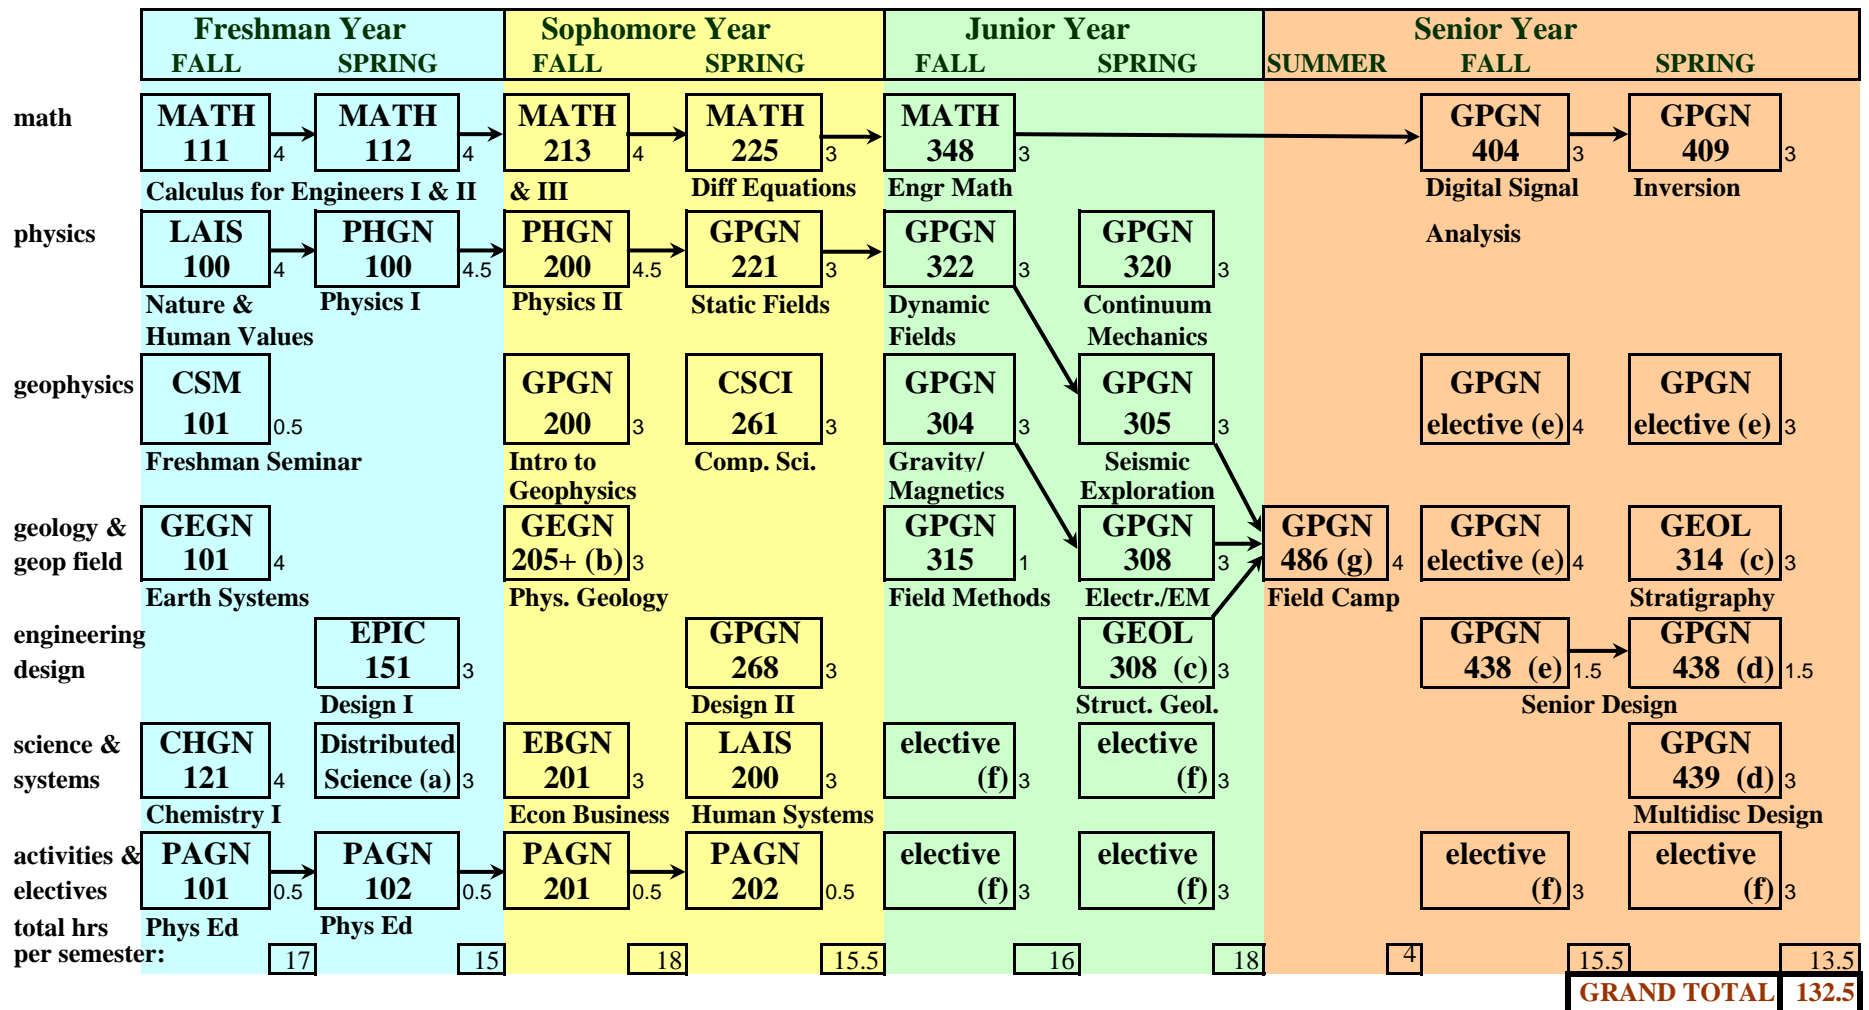 Freshman Year Sophomore Year Junior Year Senior Year
FALL SPRING FALL SPRING FALL SPRING SUMMER FALL SPRING
math MATH MATH MATH MATH MATH GPGN GPGN
111 4 112 4 213 4 225 3 348 3 404 3 409 3
Calculus for Engineers I & II & III Diff Equations Engr Math Digital Signal Inversion
physics LAIS PHGN PHGN GPGN GPGN GPGN Analysis
100 4 100 4.5 200 4.5 221 3 322 3 320 3
Nature & Physics I Physics II Static Fields Dynamic Continuum
Human Values Fields Mechanics
geophysics CSM GPGN CSCI GPGN GPGN GPGN GPGN
101 0.5 200 3 261 3 304 3 305 3 elective (e) 4 elective (e) 3
Freshman Seminar Intro to Comp. Sci. Gravity/ Seismic
Geophysics Magnetics Exploration
geology & GEGN GEGN GPGN GPGN GPGN GPGN GEOL
geop field 101 4 205+ (b) 3 315 1 308 3 486 (g) 4 elective (e) 4 314 (c) 3
Earth Systems Phys. Geology Field Methods Electr./EM Field Camp Stratigraphy
engineering EPIC GPGN GEOL GPGN GPGN
design 151 3 268 3 308 (c) 3 438 (e) 1.5 438 (d) 1.5
Design I Design II Struct. Geol. Senior Design
science & CHGN Distributed EBGN LAIS elective elective GPGN
systems 121 4 Science (a) 3 201 3 200 3 (f) 3 (f) 3 439 (d) 3
Chemistry I Econ Business Human Systems Multidisc Design
activities & PAGN PAGN PAGN PAGN elective elective elective elective
electives 101 0.5 102 0.5 201 0.5 202 0.5 (f) 3 (f) 3 (f) 3 (f) 3
total hrs Phys Ed Phys Ed
per semester: 17 15 18 15.5 16 18 4 15.5 13.5
GRAND TOTAL 132.5